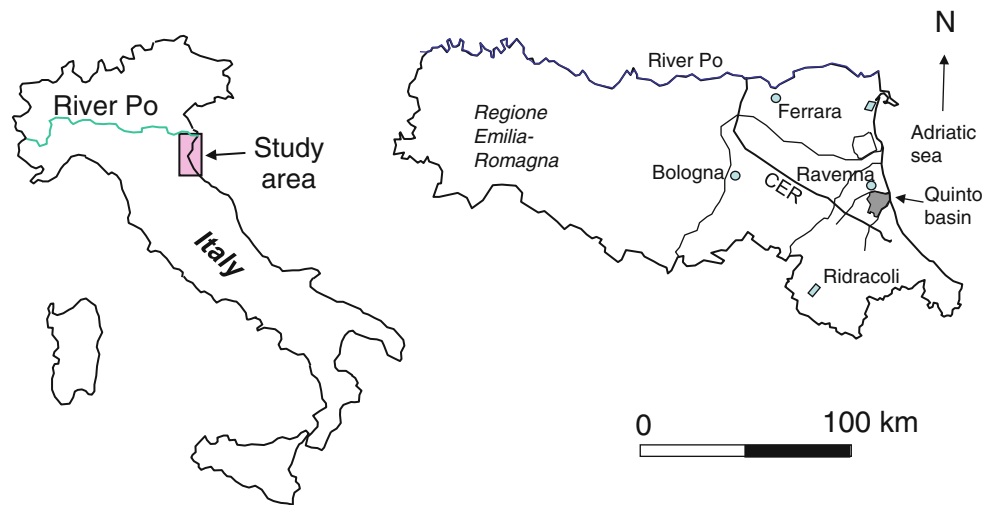 River Po
Study
area
Italy
N
River Po
Regione
Emilia-
Romagna
Ferrara
Adriatic
sea
Bologna
CER
Ravenna
Quinto
basin
Ridracoli
0
100 km